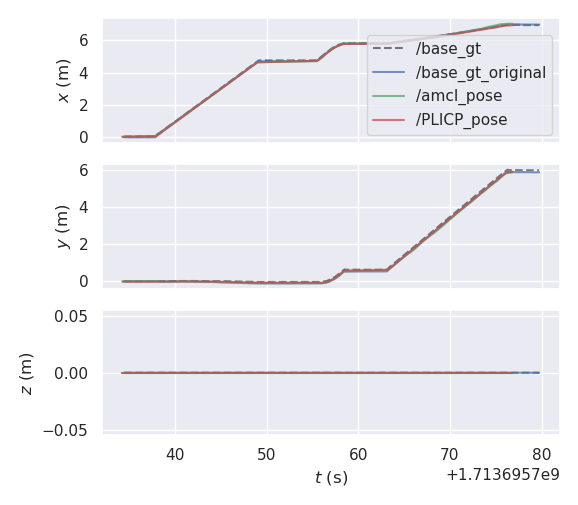 6
4
2
0
x (m)
/base_gt
/base_gt_original
/amcl_pose
/PLICP_pose
6
4
2
0
y (m)
0.05
0.00
−0.05
z (m)
40 50 60 70 80
t (s)
+1.7136957e9